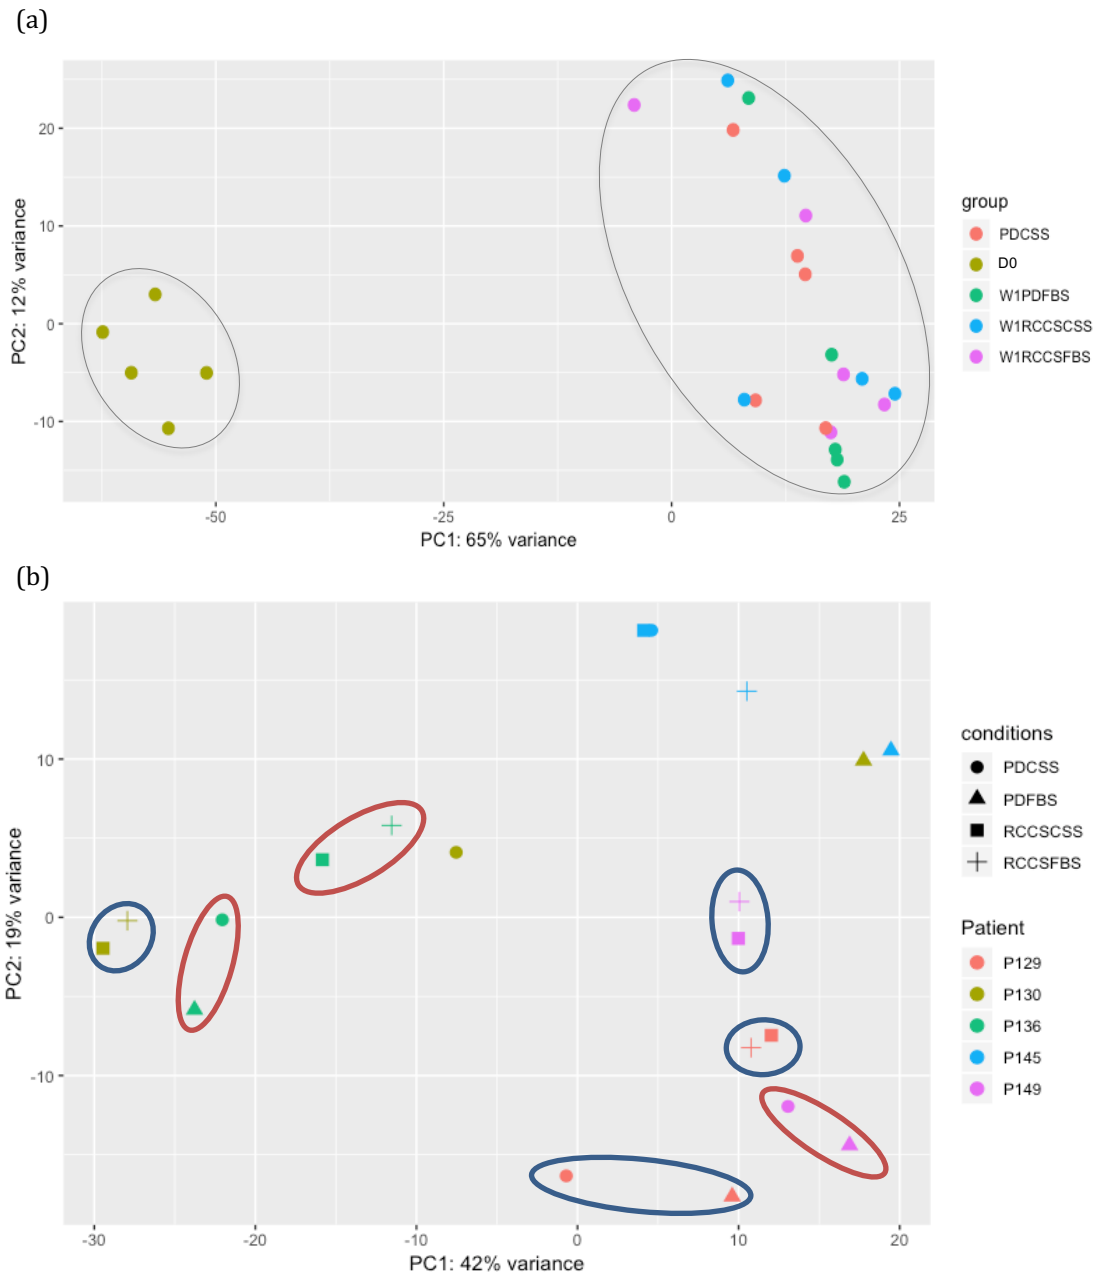 (a)
20
10
0
-10
PC2: 12% variance
-50
-25
0
25
PC1: 65% variance
group
PDCSS
D0
W1PDFBS
W1RCCSCSS
W1RCCSFBS
(b)
10
0
-10
PC2: 19% variance
-30
-20
-10
0
10
20
PC1: 42% variance
conditions
PDCSS
PDFBS
RCCSCSS
RCCSFBS
Patient
P129
P130
P136
P145
P149